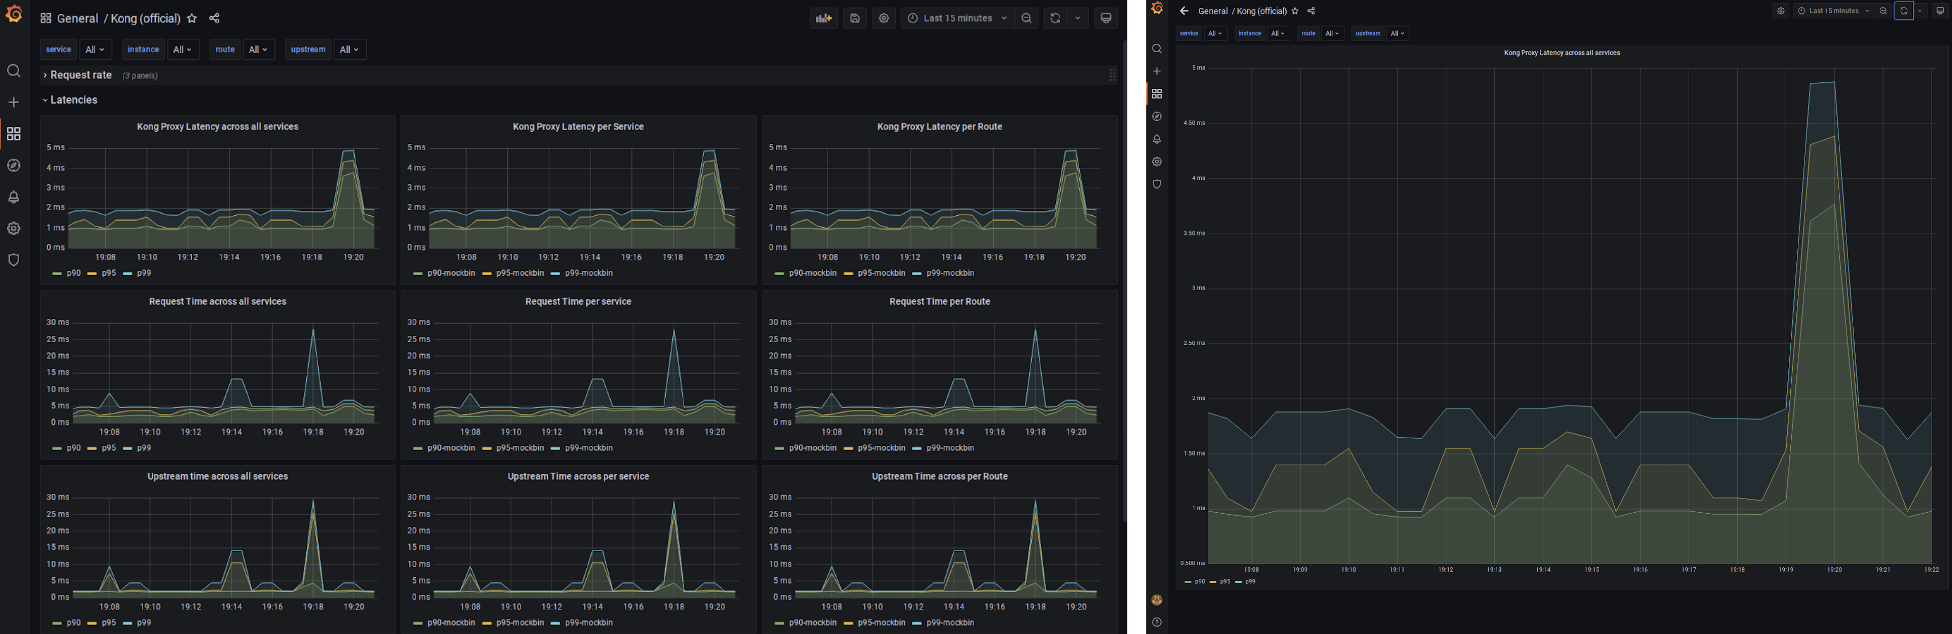 General / Kong (official)
Last 15 minutes
service All instance All route All upstream All
Request rate (3 panels)
Latencies
Kong Proxy Latency across all services
5 ms
4 ms
3 ms
2 ms
1 ms
0 ms
19:08 19:10 19:12 19:14 19:16 19:18 19:20
p90 p95 p99
Kong Proxy Latency per Service
5 ms
4 ms
3 ms
2 ms
1 ms
0 ms
19:08 19:10 19:12 19:14 19:16 19:18 19:20
p90-mockbin p95-mockbin p99-mockbin
Kong Proxy Latency per Route
5 ms
4 ms
3 ms
2 ms
1 ms
0 ms
19:08 19:10 19:12 19:14 19:16 19:18 19:20
p90-mockbin p95-mockbin p99-mockbin
Request Time across all services
30 ms
25 ms
20 ms
15 ms
10 ms
5 ms
0 ms
19:08 19:10 19:12 19:14 19:16 19:18 19:20
p90 p95 p99
Request Time per service
30 ms
25 ms
20 ms
15 ms
10 ms
5 ms
0 ms
19:08 19:10 19:12 19:14 19:16 19:18 19:20
p90-mockbin p95-mockbin p99-mockbin
Request Time per Route
30 ms
25 ms
20 ms
15 ms
10 ms
5 ms
0 ms
19:08 19:10 19:12 19:14 19:16 19:18 19:20
p90-mockbin p95-mockbin p99-mockbin
Upstream time across all services
30 ms
25 ms
20 ms
15 ms
10 ms
5 ms
0 ms
19:08 19:10 19:12 19:14 19:16 19:18 19:20
p90 p95 p99
Upstream Time across per service
30 ms
25 ms
20 ms
15 ms
10 ms
5 ms
0 ms
19:08 19:10 19:12 19:14 19:16 19:18 19:20
p90-mockbin p95-mockbin p99-mockbin
Upstream Time across per Route
30 ms
25 ms
20 ms
15 ms
10 ms
5 ms
0 ms
19:08 19:10 19:12 19:14 19:16 19:18 19:20
p90-mockbin p95-mockbin p99-mockbin
General / Kong (official)
Last 15 minutes
service All instance All route All upstream All
Kong Proxy Latency across all services
5 ms
4.50 ms
4 ms
3.50 ms
3 ms
2.50 ms
2 ms
1.50 ms
1 ms
0.500 ms
19:08 19:09 19:10 19:11 19:12 19:13 19:14 19:15 19:16 19:17 19:18 19:19 19:20 19:21 19:22
p90 p95 p99